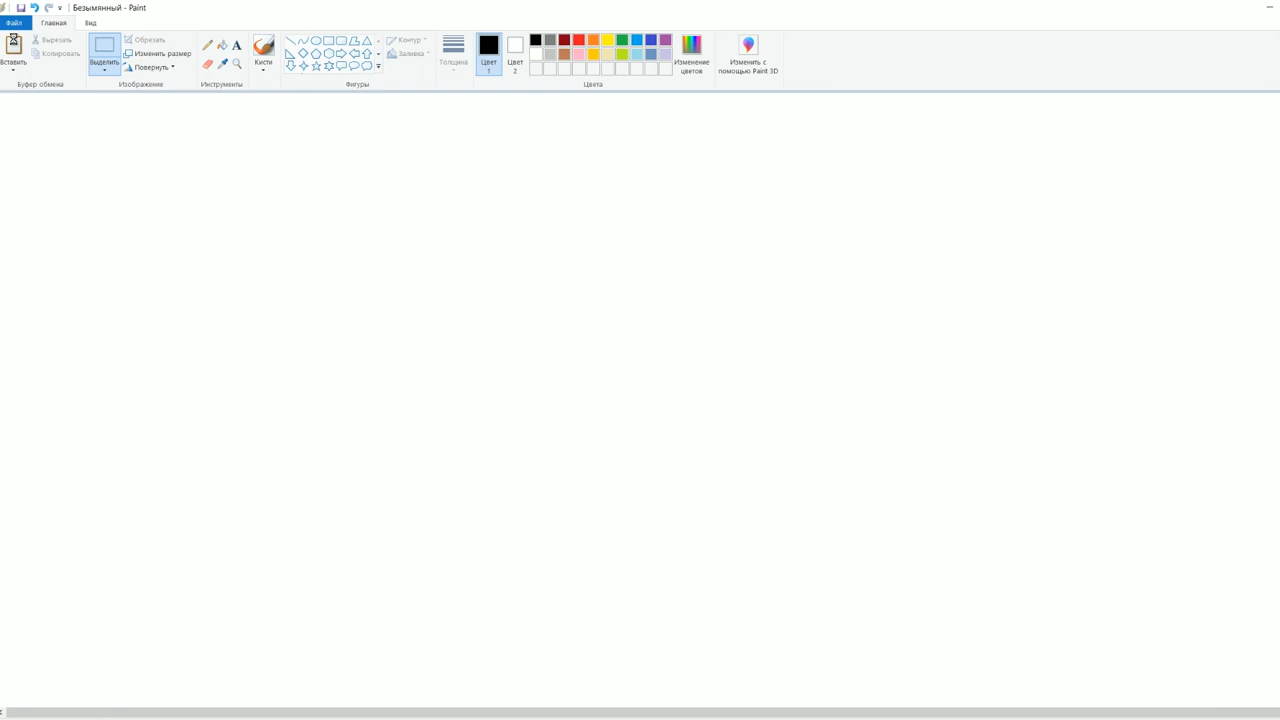 Безымянный - Paint
Файл Главная Вид
Вставить
Вырезать
Копировать
Буфер обмена
Выделить
Обрезать
Изменить размер
Повернуть
Изображение
A
Инструменты
Кисти
Контур
Заливка
Фигуры
Толщина
Цвет 1
Цвет 2
Изменение цветов
Цвета
Изменить с
помощью Paint 3D